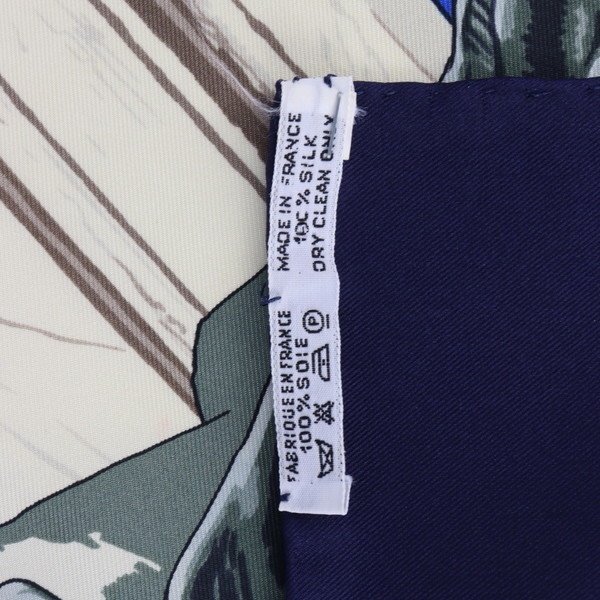 MADE IN FRANCE
100% SILK
DRY CLEAN ONLY
FABRIQUE EN FRANCE
100% SOIE
P